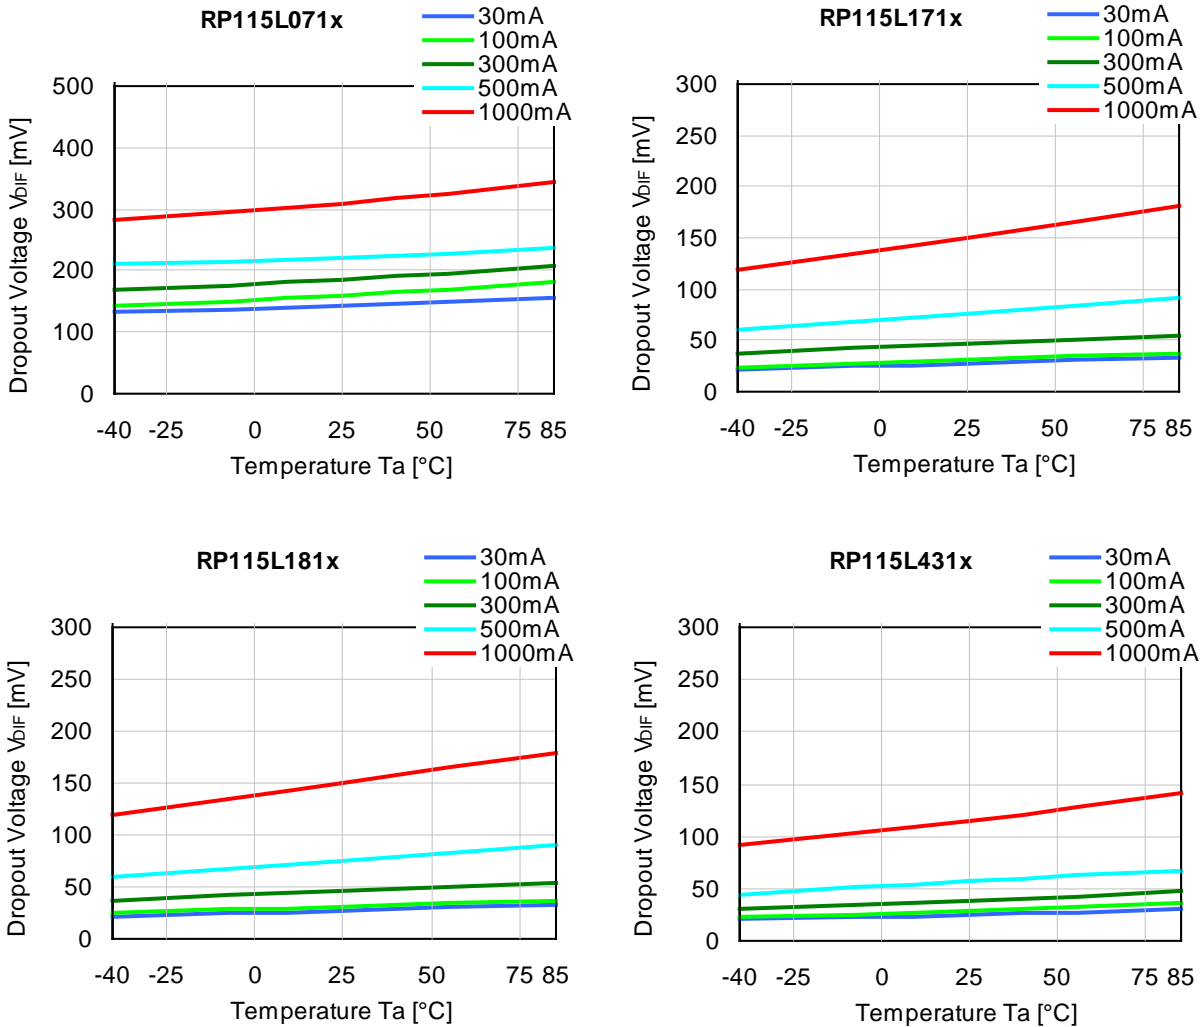 RP115L071x
30mA
100mA
300mA
500mA
1000mA
500
400
300
200
100
0
Dropout Voltage VDIF [mV]
-40 -25 0 25 50 75 85
Temperature Ta [°C]
RP115L171x
30mA
100mA
300mA
500mA
1000mA
300
250
200
150
100
50
0
Dropout Voltage VDIF [mV]
-40 -25 0 25 50 75 85
Temperature Ta [°C]
RP115L181x
30mA
100mA
300mA
500mA
1000mA
300
250
200
150
100
50
0
Dropout Voltage VDIF [mV]
-40 -25 0 25 50 75 85
Temperature Ta [°C]
RP115L431x
30mA
100mA
300mA
500mA
1000mA
300
250
200
150
100
50
0
Dropout Voltage VDIF [mV]
-40 -25 0 25 50 75 85
Temperature Ta [°C]